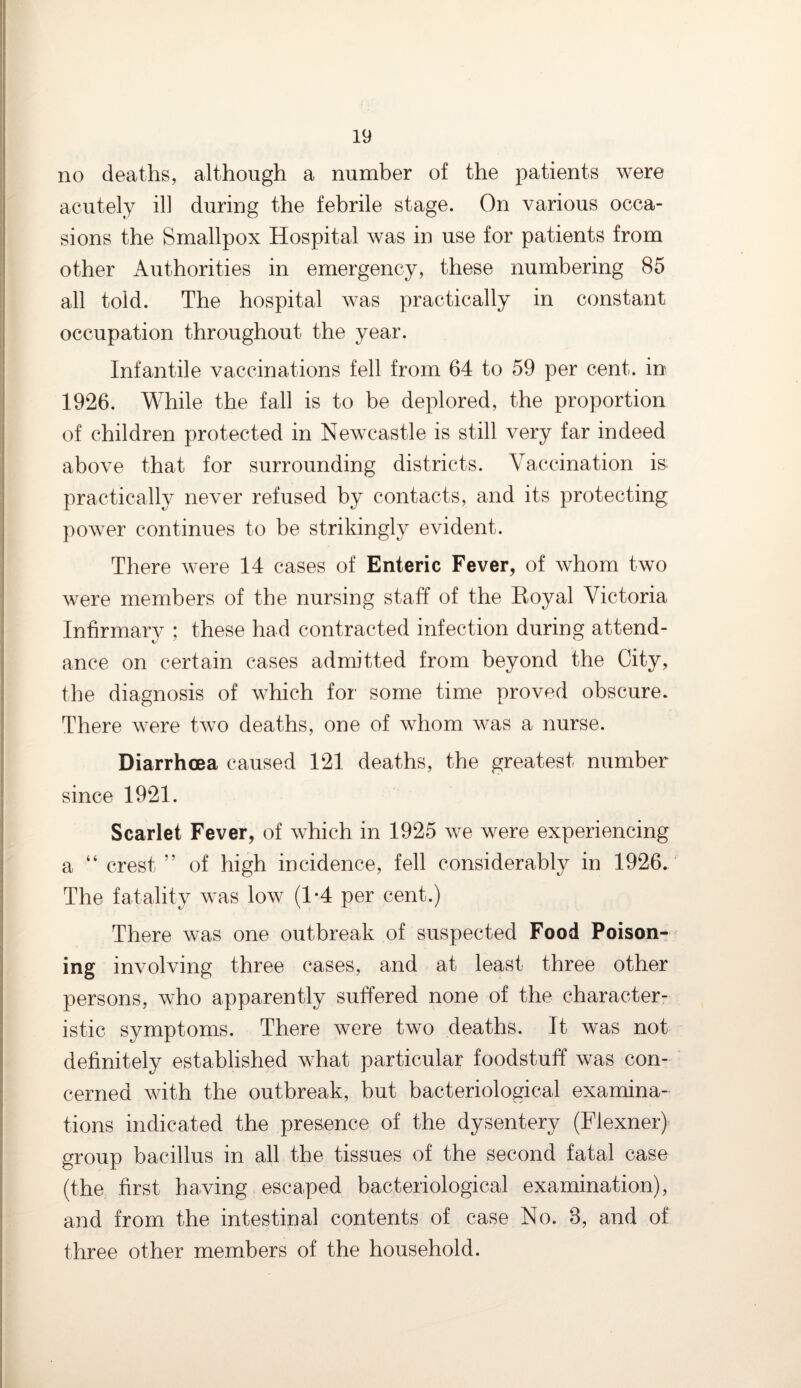 19
no deaths, although a number of the patients were
acutely ill during the febrile stage. On various occa-
sions the Smallpox Hospital was in use for patients from
other Authorities in emergency, these numbering 85
all told. The hospital was practically in constant
occupation throughout the year.
Infantile vaccinations fell from 64 to 59 per cent. in
1926. While the fall is to be deplored, the proportion
of children protected in Newcastle is still very far indeed
above that for surrounding districts. Vaccination is
practically never refused by contacts, and its protecting
power continues to be strikingly evident.
There were 14 cases of Enteric Fever, of whom two
were members of the nursing staff of the Royal Victoria
Infirmary ; these had contracted infection during attend-
ance on certain cases admitted from beyond the City,
the diagnosis of which for some time proved obscure.
There were two deaths, one of whom was a nurse.
Diarrhœa caused 121 deaths, the greatest number
since 1921.
Scarlet Fever, of which in 1925 we were experiencing
a “ crest ” of high incidence, fell considerably in 1926.
The fatality was low (1·4 per cent.)
There was one outbreak of suspected Food Poison-
ing involving three cases, and at least three other
persons, who apparently suffered none of the character-
istic symptoms. There were two deaths. It was not
definitely established what particular foodstuff was con-
cerned with the outbreak, but bacteriological examina-
tions indicated the presence of the dysentery (Flexner)
group bacillus in all the tissues of the second fatal case
(the first having escaped bacteriological examination),
and from the intestinal contents of case No. 3, and of
three other members of the household.